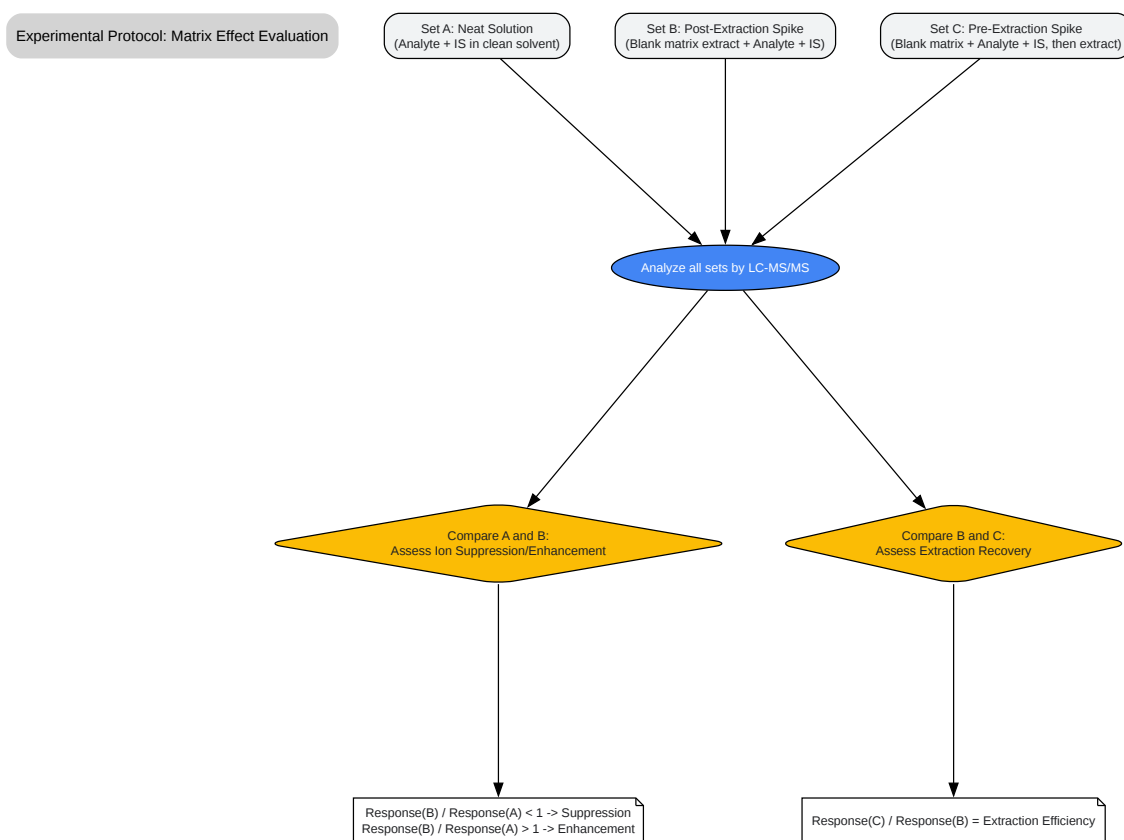 Experimental Protocol: Matrix Effect Evaluation
Set A: Neat Solution
(Analyte + IS in clean solvent)
Set B: Post-Extraction Spike
(Blank matrix extract + Analyte + IS)
Set C: Pre-Extraction Spike
(Blank matrix + Analyte + IS, then extract)
Analyze all sets by LC-MS/MS
Compare A and B:
Assess Ion Suppression/Enhancement
Compare B and C:
Assess Extraction Recovery
Response(B) / Response(A) < 1 -> Suppression
Response(B) / Response(A) > 1 -> Enhancement
Response(C) / Response(B) = Extraction Efficiency